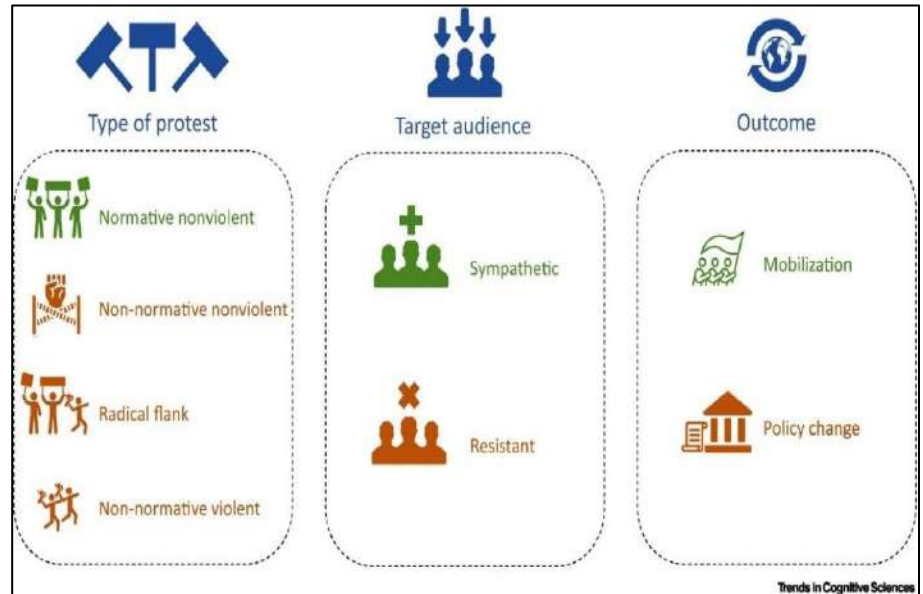 Type of protest
Target audience
Outcome
Normative nonviolent
Non-normative nonviolent
Radical flank
Non-normative violent
Sympathetic
Resistant
Mobilization
Policy change
Trends in Cognitive Sciences